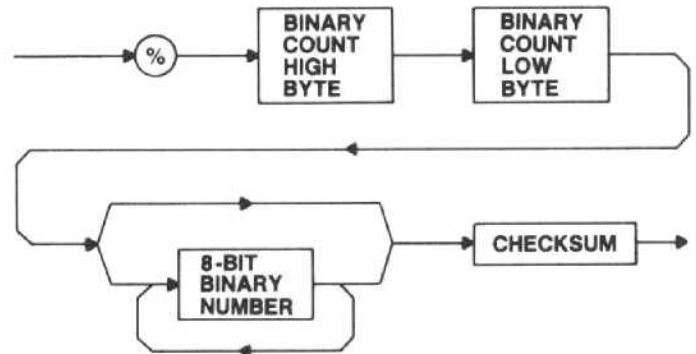 %
BINARY
COUNT
HIGH
BYTE
BINARY
COUNT
LOW
BYTE
8-BIT
BINARY
NUMBER
CHECKSUM